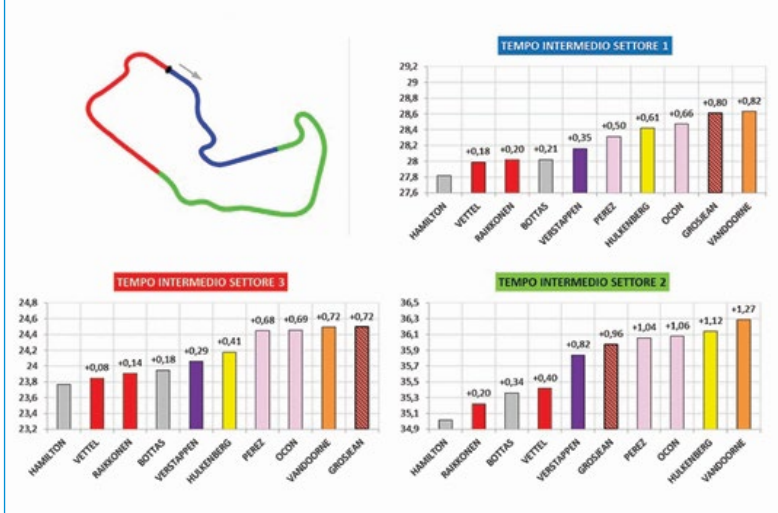 TEMPO INTERMEDIO SETTORE 1
29,2
29
28,8
28,6
28,4
28,2
28
27,8
27,6
+0,18
+0,20
+0,21
+0,35
+0,50
+0,61
+0,66
+0,80
+0,82
HAMILTON
VETTEL
RAIKKONEN
BOTTAS
VERSTAPPEN
PEREZ
HULKENBERG
OCON
GROSJEAN
VANDOORNE
TEMPO INTERMEDIO SETTORE 3
24,8
24,6
24,4
24,2
24
23,8
23,6
23,4
23,2
+0,08
+0,14
+0,18
+0,29
+0,41
+0,68
+0,69
+0,72
+0,72
HAMILTON
VETTEL
RAIKKONEN
BOTTAS
VERSTAPPEN
HULKENBERG
PEREZ
OCON
VANDOORNE
GROSJEAN
TEMPO INTERMEDIO SETTORE 2
36,5
36,3
36,1
35,9
35,7
35,5
35,3
35,1
34,9
+0,20
+0,34
+0,40
+0,82
+0,96
+1,04
+1,06
+1,12
+1,27
HAMILTON
RAIKKONEN
BOTTAS
VETTEL
VERSTAPPEN
GROSJEAN
PEREZ
OCON
HULKENBERG
VANDOORNE